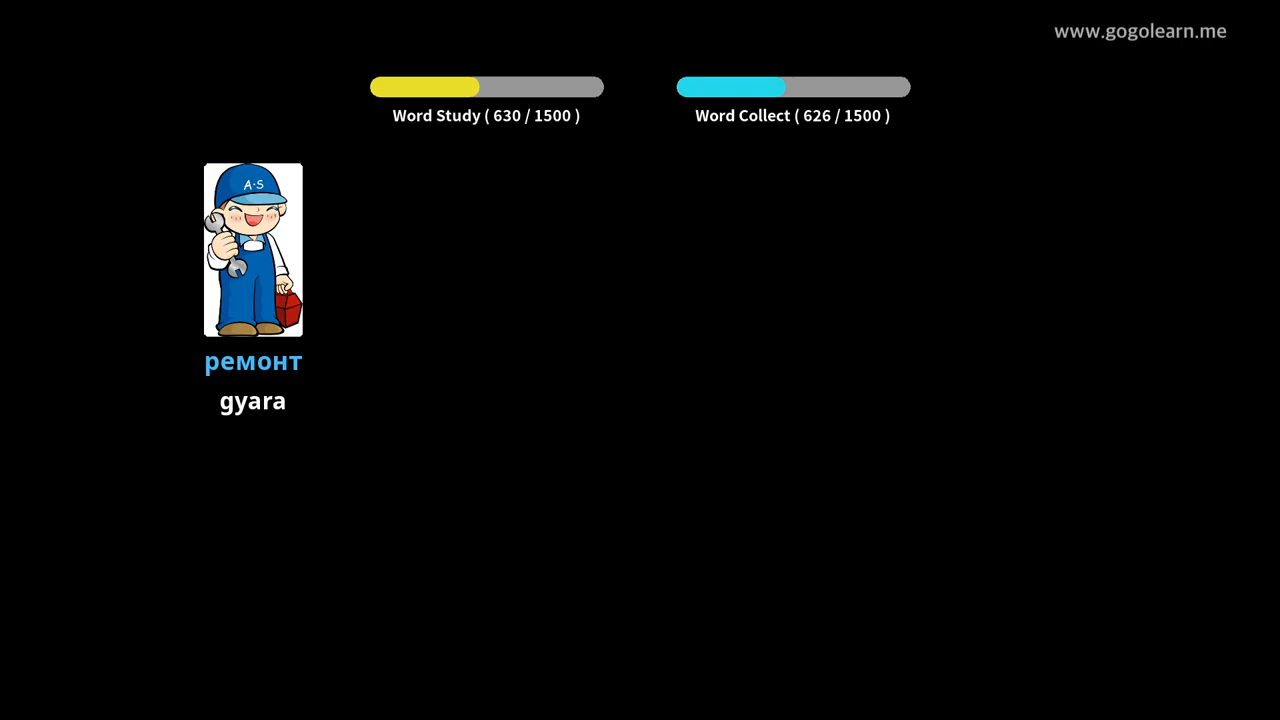 www.gogolearn.me
Word Study ( 630 / 1500 )
Word Collect ( 626 / 1500 )
A·S
ремонт
gyara